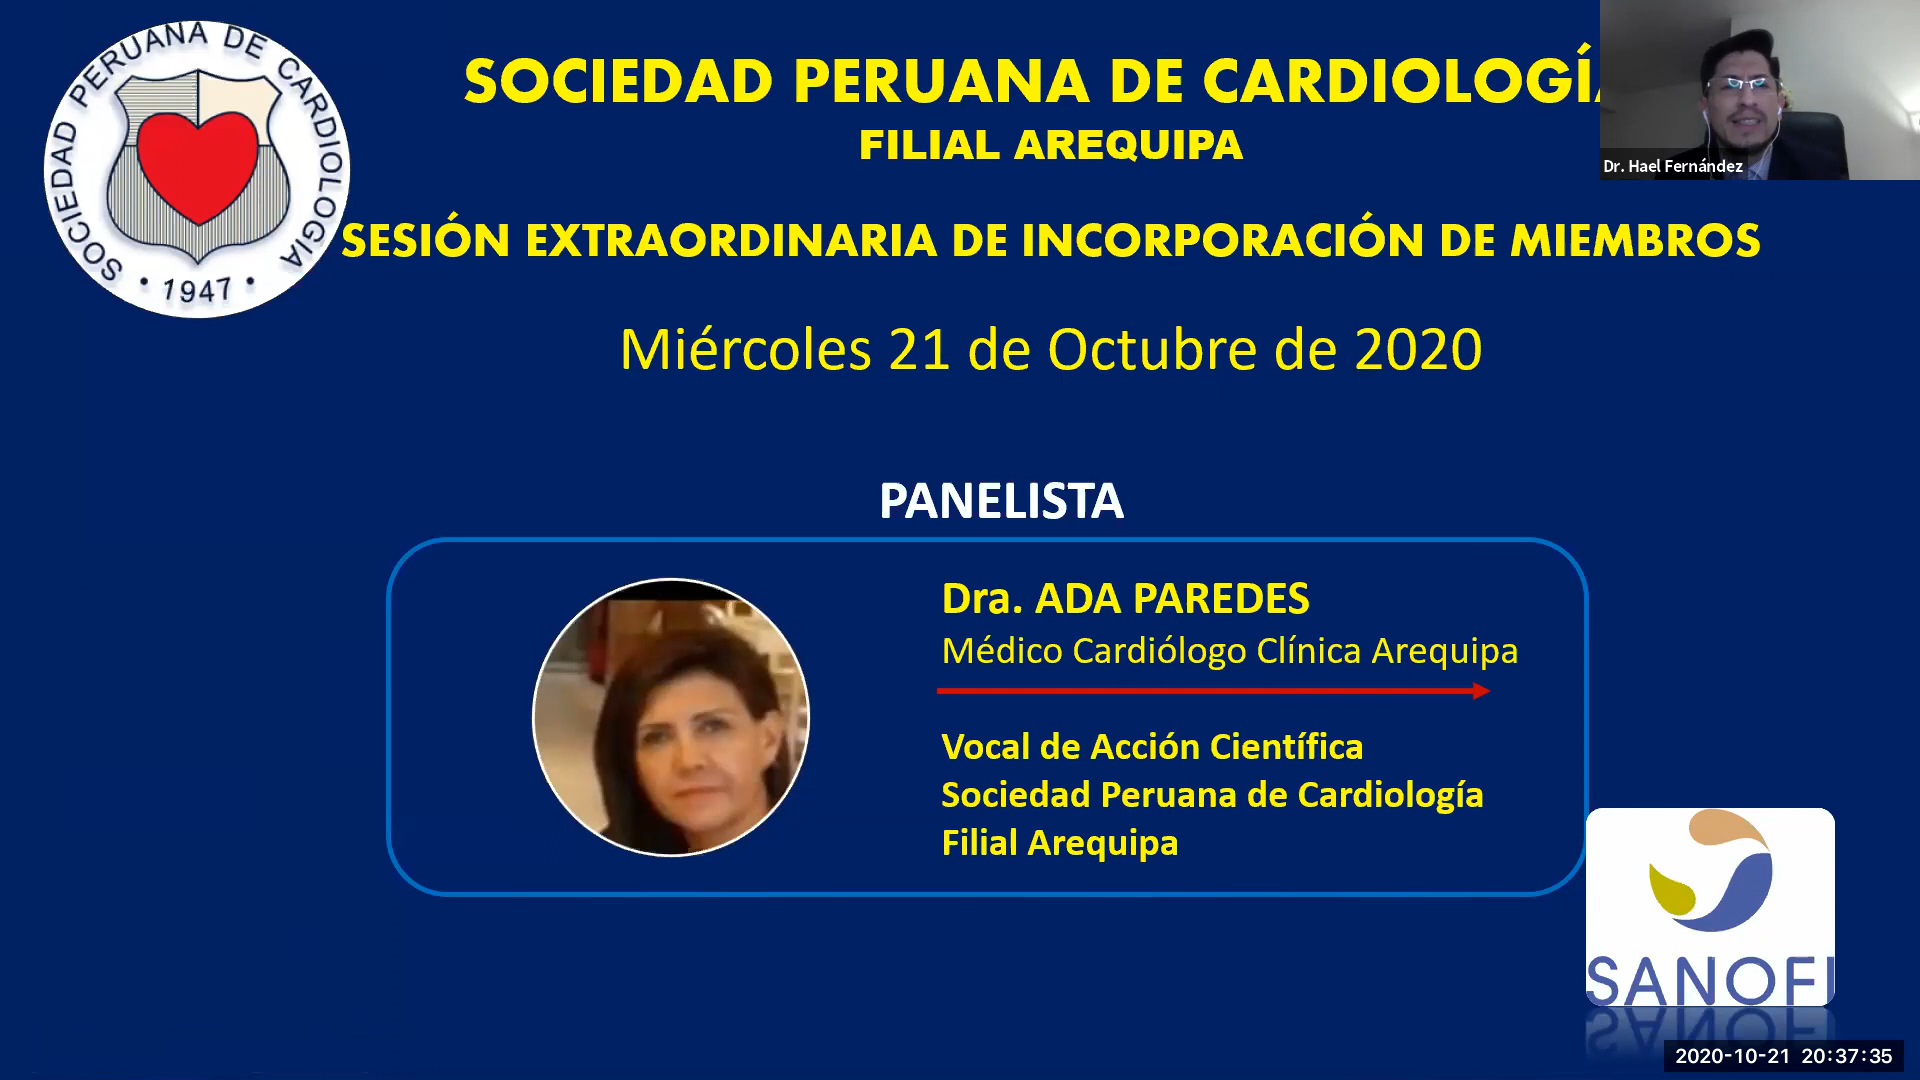 SOCIEDAD PERUANA DE CARDIOLOGIA
• 1947 •
SOCIEDAD PERUANA DE CARDIOLOGÍ
FILIAL AREQUIPA
Dr. Hael Fernández
SESIÓN EXTRAORDINARIA DE INCORPORACIÓN DE MIEMBROS
Miércoles 21 de Octubre de 2020
PANELISTA
Dra. ADA PAREDES
Médico Cardiólogo Clínica Arequipa
Vocal de Acción Científica
Sociedad Peruana de Cardiología
Filial Arequipa
SANOFI
2020-10-21 20:37:35